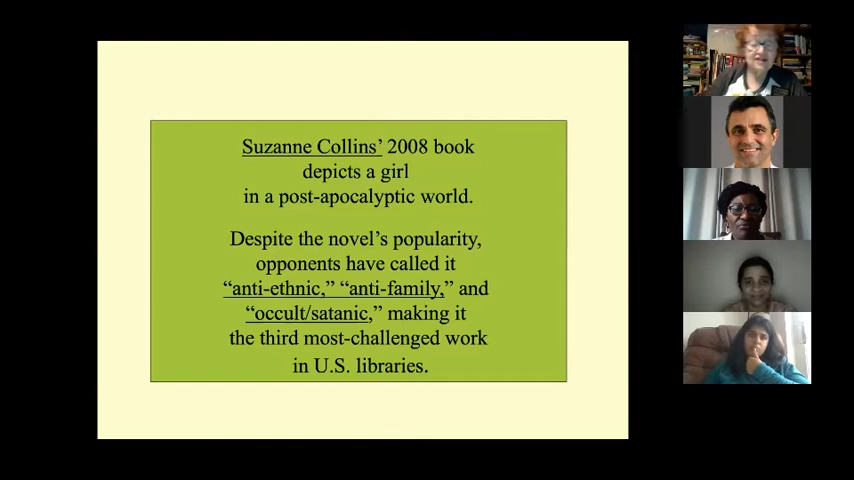 Suzanne Collins’ 2008 book
depicts a girl
in a post-apocalyptic world.
Despite the novel’s popularity,
opponents have called it
“anti-ethnic,” “anti-family,” and
“occult/satanic,” making it
the third most-challenged work
in U.S. libraries.